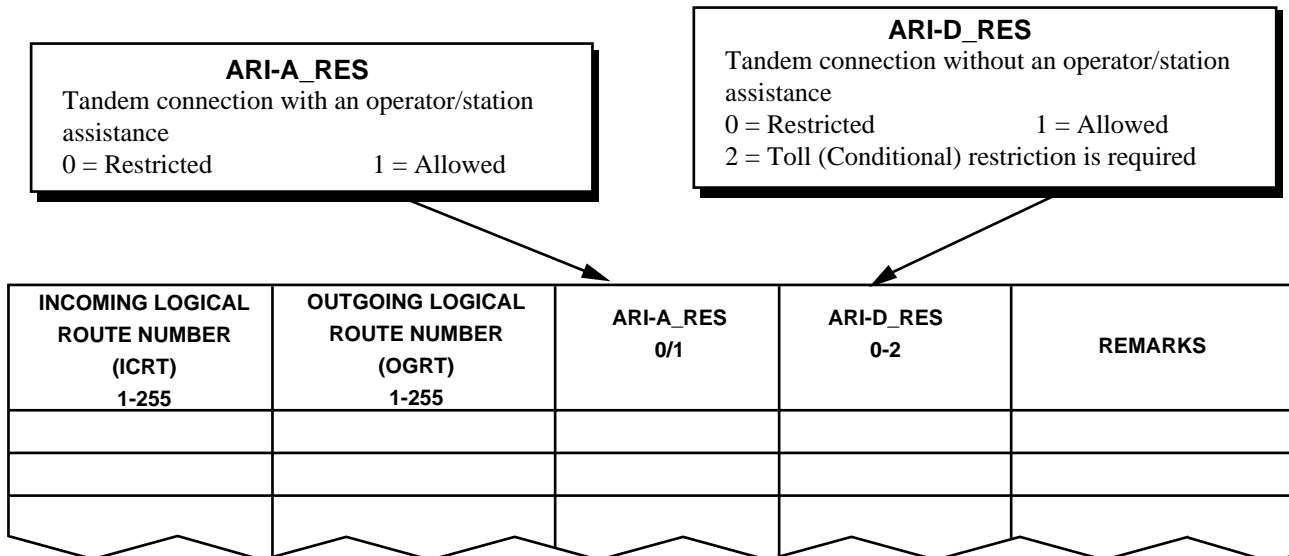 ARI-A_RES
Tandem connection with an operator/station
assistance
0 = Restricted 1 = Allowed
ARI-D_RES
Tandem connection without an operator/station
assistance
0 = Restricted 1 = Allowed
2 = Toll (Conditional) restriction is required
INCOMING LOGICAL
ROUTE NUMBER
(ICRT)
1-255
OUTGOING LOGICAL
ROUTE NUMBER
(OGRT)
1-255
ARI-A_RES
0/1
ARI-D_RES
0-2
REMARKS